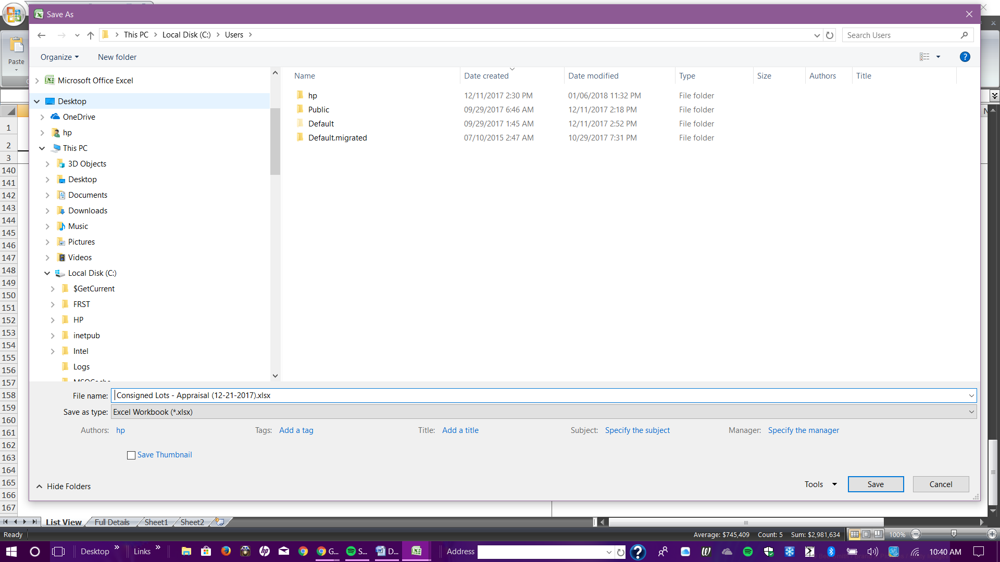 Save As
This PC > Local Disk (C:) > Users >
Search Users
Organize
New folder
Paste
Microsoft Office Excel
Desktop
OneDrive
hp
This PC
3D Objects
Desktop
Documents
Downloads
Music
Pictures
Videos
Local Disk (C:)
$GetCurrent
FRST
HP
inetpub
Intel
Logs
MSOCache
Name Date created Date modified Type Size Authors Title
hp 12/11/2017 2:30 PM 01/06/2018 11:32 PM File folder
Public 09/29/2017 6:46 AM 12/11/2017 2:18 PM File folder
Default 09/29/2017 1:45 AM 12/11/2017 2:52 PM File folder
Default.migrated 07/10/2015 2:47 AM 10/29/2017 7:31 PM File folder
N
1
2
3
140
141
142
143
144
145
146
147
148
149
150
151
152
153
154
155
156
157
158
159
160
161
162
163
164
165
166
167
File name: Consigned Lots - Appraisal (12-21-2017).xlsx
Save as type: Excel Workbook (*.xlsx)
Authors: hp Tags: Add a tag Title: Add a title Subject: Specify the subject Manager: Specify the manager
Save Thumbnail
Hide Folders
Tools Save Cancel
List View Full Details Sheet1 Sheet2
Ready Average: $745,409 Count: 5 Sum: $2,981,634 100%
Desktop » Links » G... S... D... Address 10:40 AM